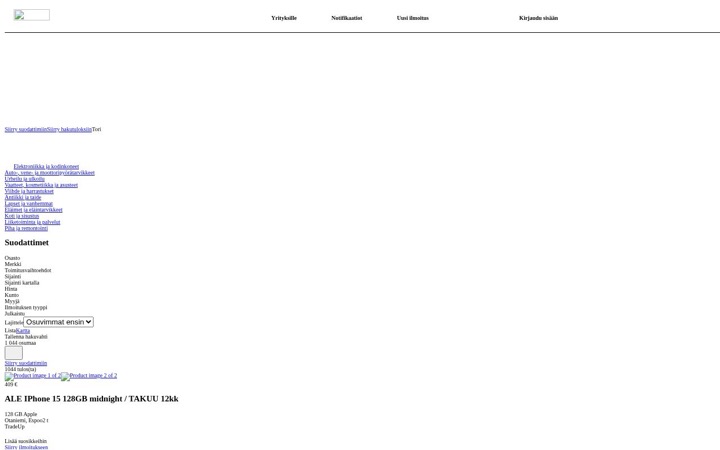 Yrityksille Notifikaatiot Uusi ilmoitus Kirjaudu sisään
Siirry suodattimiinSiirry hakutuloksiinTori
Elektroniikka ja kodinkoneet
Auto-, vene- ja moottoripyörätarvikkeet
Urheilu ja ulkoilu
Vaatteet, kosmetiikka ja asusteet
Viihde ja harrastukset
Antiikki ja taide
Lapset ja vanhemmat
Eläimet ja eläintarvikkeet
Koti ja sisustus
Liiketoiminta ja palvelut
Piha ja remontointi
Suodattimet
Osasto
Merkki
Toimitusvaihtoehdot
Sijainti
Sijainti kartalla
Hinta
Kunto
Myyjä
Ilmoituksen tyyppi
Julkaistu
Lajittele Osuvimmat ensin
ListaKartta
Tallenna hakuvahti
1 044 osumaa
Siirry suodattimiin
1044 tulos(ta)
Product image 1 of 2 Product image 2 of 2
409 €
ALE IPhone 15 128GB midnight / TAKUU 12kk
128 GB Apple
Otaniemi, Espoo2 t
TradeUp
Lisää suosikkeihin
Siirry ilmoitukseen